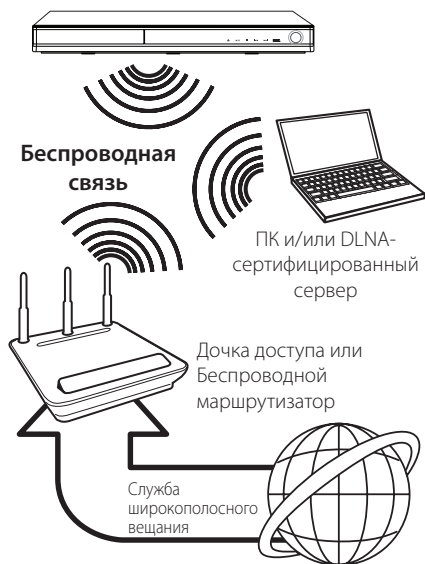 Беспроводная
связь
ПК и/или DLNA-
сертифицированный
сервер
Дочка доступа или
Беспроводной
маршрутизатор
Служба
широкополосного
вещания